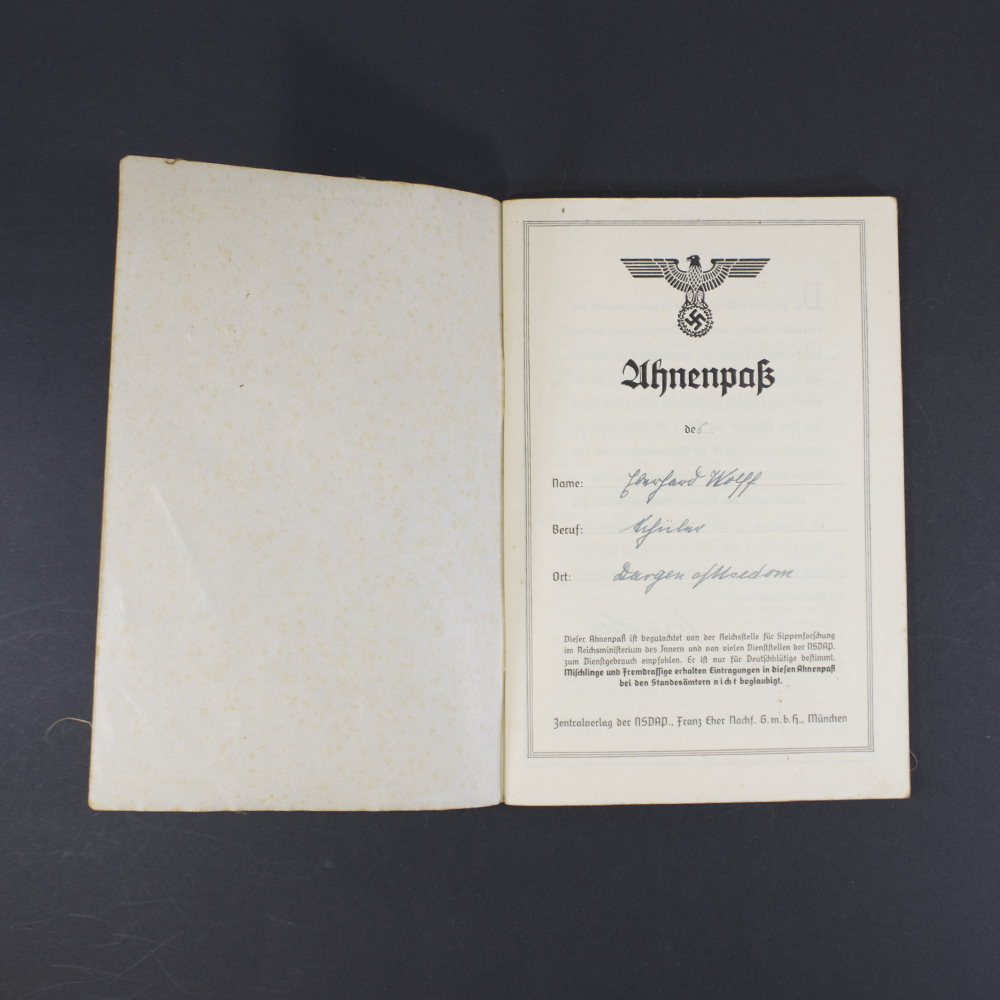 Ahnenpaß
des
Name: Eberhard Wolff
Beruf: Schüler
Ort: Dargen a/Usedom
Dieser Ahnenpaß ist begutachtet von der Reichsstelle für Sippenforschung
im Reichsministerium des Innern und von vielen Dienststellen der NSDAP.
zum Dienstgebrauch empfohlen. Er ist nur für Deutschblütige bestimmt.
Mischlinge und Fremdrassige erhalten Eintragungen in diesen Ahnenpaß
bei den Standesämtern nicht beglaubigt.
Zentralverlag der NSDAP., Franz Eher Nachf. G.m.b.H., München